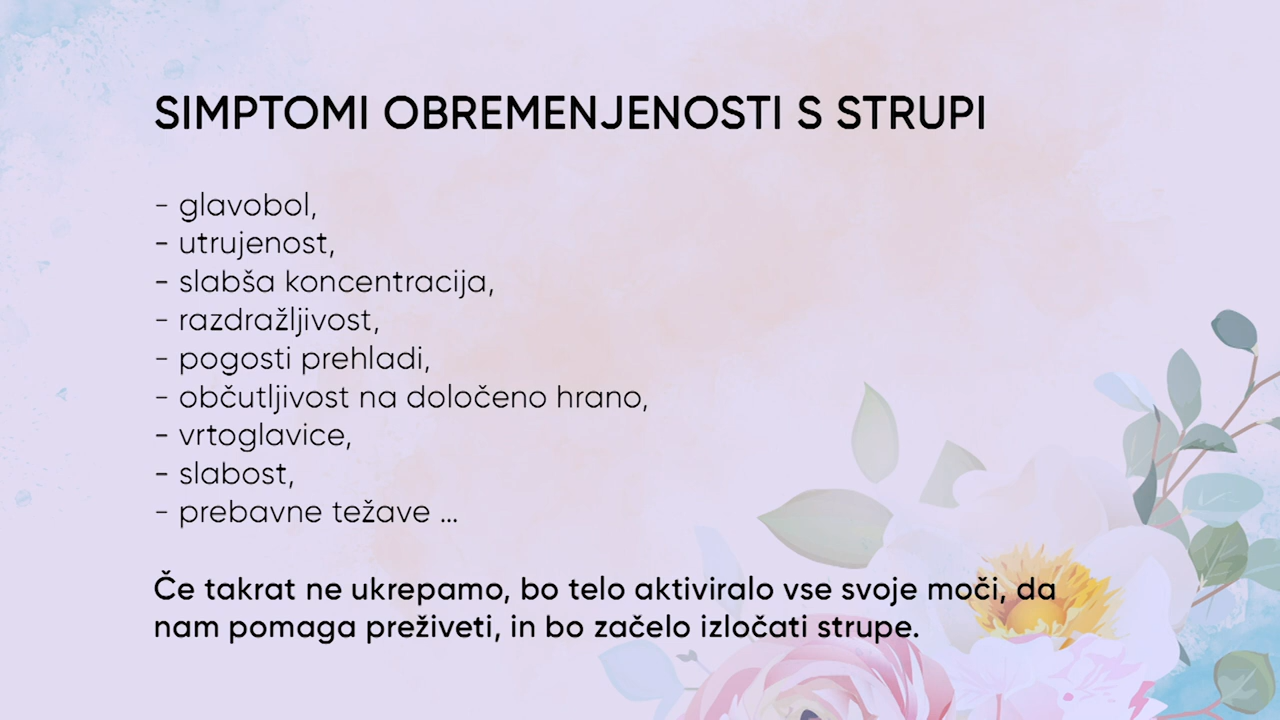 SIMPTOMI OBREMENJENOSTI S STRUPI
- glavobol,
- utrujenost,
- slabša koncentracija,
- razdražljivost,
- pogosti prehladi,
- občutljivost na določeno hrano,
- vrtoglavice,
- slabost,
- prebavne težave ...
Če takrat ne ukrepamo, bo telo aktiviralo vse svoje moči, da
nam pomaga preživeti, in bo začelo izločati strupe.